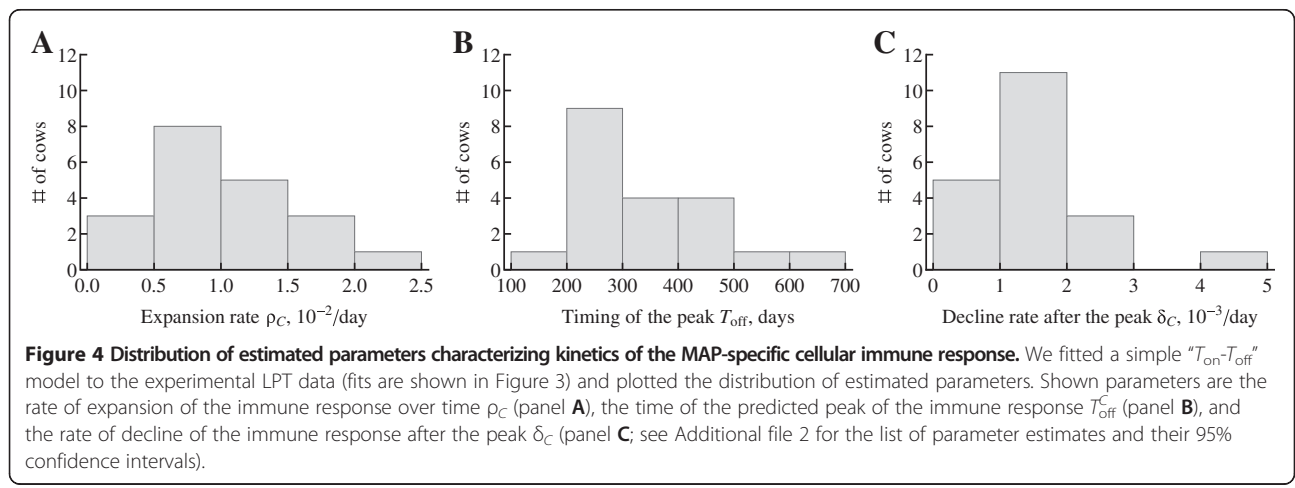 A
B
C
12
10
8
6
4
2
0
# of cows
0.0 0.5 1.0 1.5 2.0 2.5
Expansion rate ρC, 10−2/day
12
10
8
6
4
2
0
# of cows
100 200 300 400 500 600 700
Timing of the peak Toff, days
12
10
8
6
4
2
0
# of cows
0 1 2 3 4 5
Decline rate after the peak δC, 10−3/day
Figure 4 Distribution of estimated parameters characterizing kinetics of the MAP-specific cellular immune response. We fitted a simple “Ton-Toff”
model to the experimental LPT data (fits are shown in Figure 3) and plotted the distribution of estimated parameters. Shown parameters are the
rate of expansion of the immune response over time ρC (panel A), the time of the predicted peak of the immune response TCoff (panel B), and
the rate of decline of the immune response after the peak δC (panel C; see Additional file 2 for the list of parameter estimates and their 95%
confidence intervals).